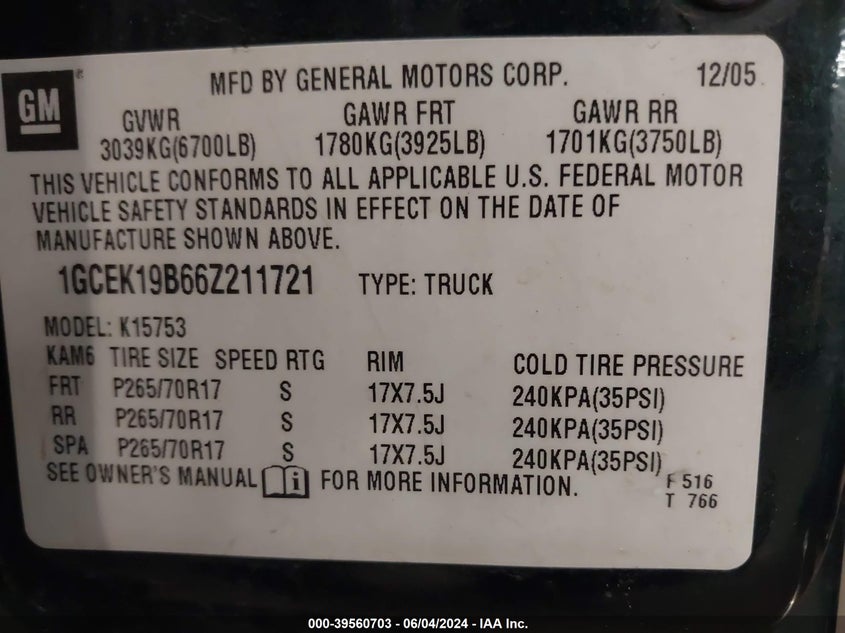 GM ®
MFD BY GENERAL MOTORS CORP. 12/05
GVWR GAWR FRT GAWR RR
3039KG(6700LB) 1780KG(3925LB) 1701KG(3750LB)
THIS VEHICLE CONFORMS TO ALL APPLICABLE U.S. FEDERAL MOTOR
VEHICLE SAFETY STANDARDS IN EFFECT ON THE DATE OF
MANUFACTURE SHOWN ABOVE.
1GCEK19B66Z211721 TYPE: TRUCK
MODEL: K15753
KAM6 TIRE SIZE SPEED RTG RIM COLD TIRE PRESSURE
FRT P265/70R17 S 17X7.5J 240KPA(35PSI)
RR P265/70R17 S 17X7.5J 240KPA(35PSI)
SPA P265/70R17 S 17X7.5J 240KPA(35PSI)
SEE OWNER'S MANUAL i FOR MORE INFORMATION.
F 516
T 766
000-39560703 - 06/04/2024 - IAA Inc.